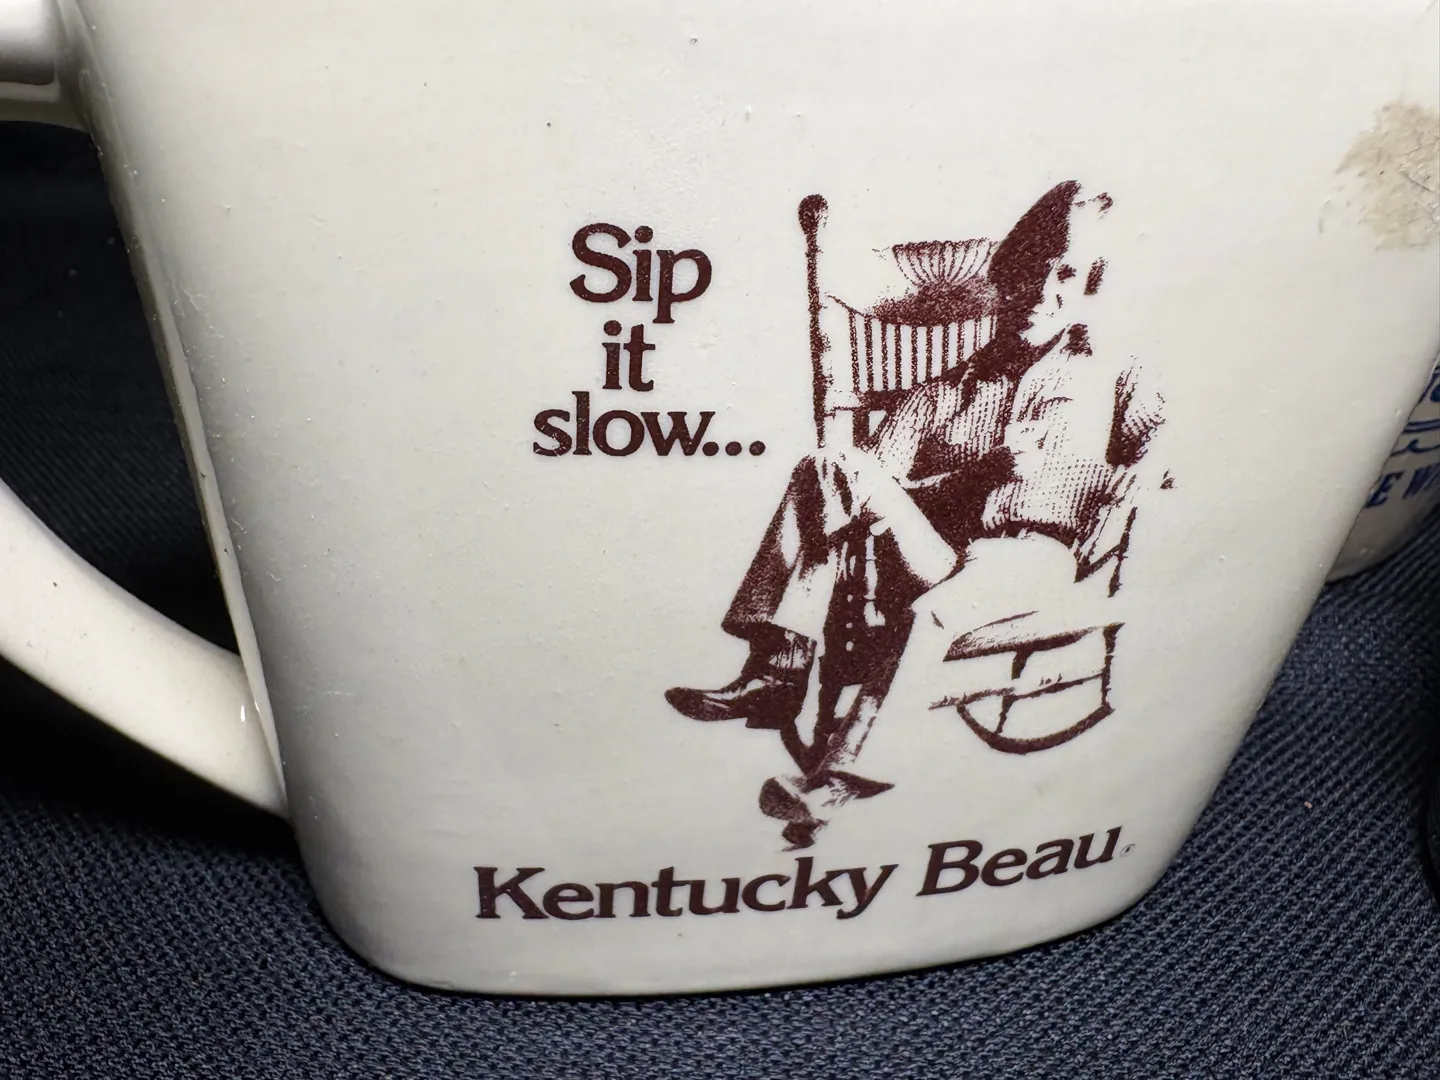 Sip
it
slow...
Kentucky Beau®